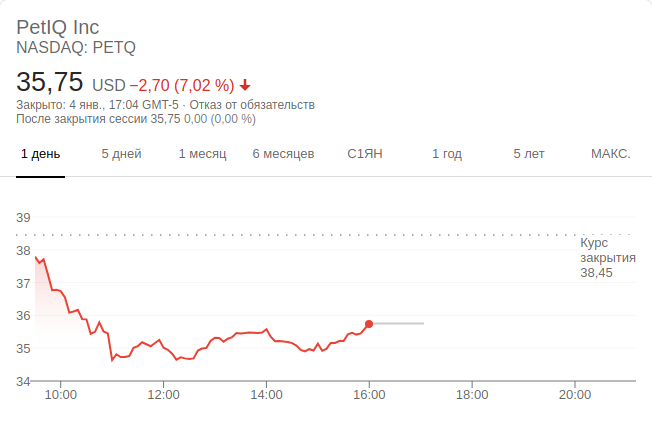 PetIQ Inc
NASDAQ: PETQ
35,75 USD −2,70 (7,02 %)
Закрыто: 4 янв., 17:04 GMT-5 · Отказ от обязательств
После закрытия сессии 35,75 0,00 (0,00 %)
1 день 5 дней 1 месяц 6 месяцев С1ЯН 1 год 5 лет МАКС.
39
38
37
36
35
34
Курс
закрытия
38,45
10:00 12:00 14:00 16:00 18:00 20:00